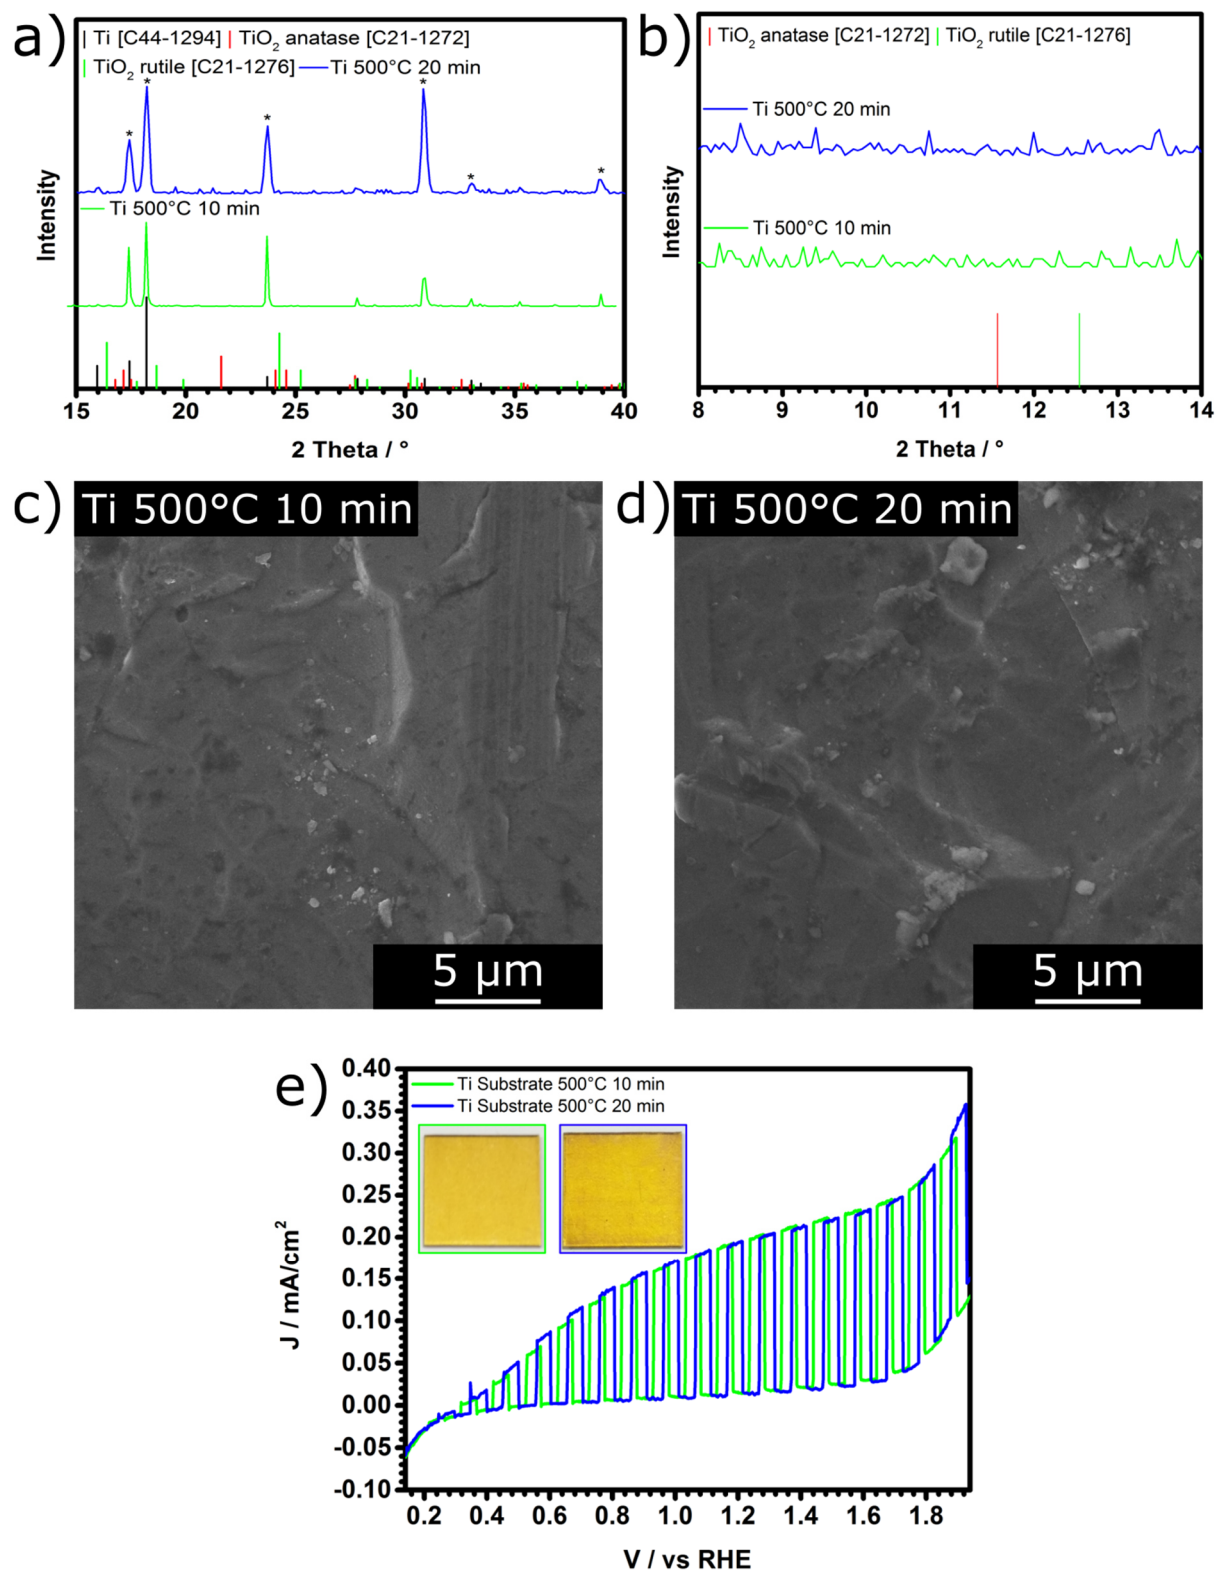 a)
Ti [C44-1294] TiO2 anatase [C21-1272]
TiO2 rutile [C21-1276] Ti 500°C 20 min
* * * * * *
Ti 500°C 10 min
Intensity
15 20 25 30 35 40
2 Theta / °
b)
TiO2 anatase [C21-1272] TiO2 rutile [C21-1276]
Ti 500°C 20 min
Ti 500°C 10 min
Intensity
8 9 10 11 12 13 14
2 Theta / °
c)
Ti 500°C 10 min
5 µm
d)
Ti 500°C 20 min
5 µm
e)
Ti Substrate 500°C 10 min
Ti Substrate 500°C 20 min
0.40
0.35
0.30
0.25
0.20
0.15
0.10
0.05
0.00
-0.05
-0.10
J / mA/cm²
0.2 0.4 0.6 0.8 1.0 1.2 1.4 1.6 1.8
V / vs RHE